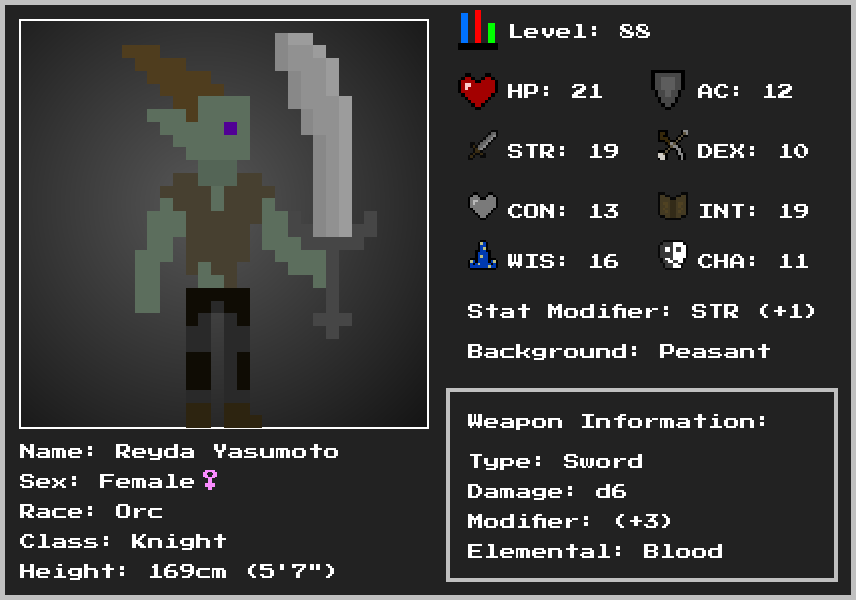 Level: 88
HP: 21
AC: 12
STR: 19
DEX: 10
CON: 13
INT: 19
WIS: 16
CHA: 11
Stat Modifier: STR (+1)
Background: Peasant
Weapon Information:
Type: Sword
Damage: d6
Modifier: (+3)
Elemental: Blood
Name: Reyda Yasumoto
Sex: Female♀
Race: Orc
Class: Knight
Height: 169cm (5'7")